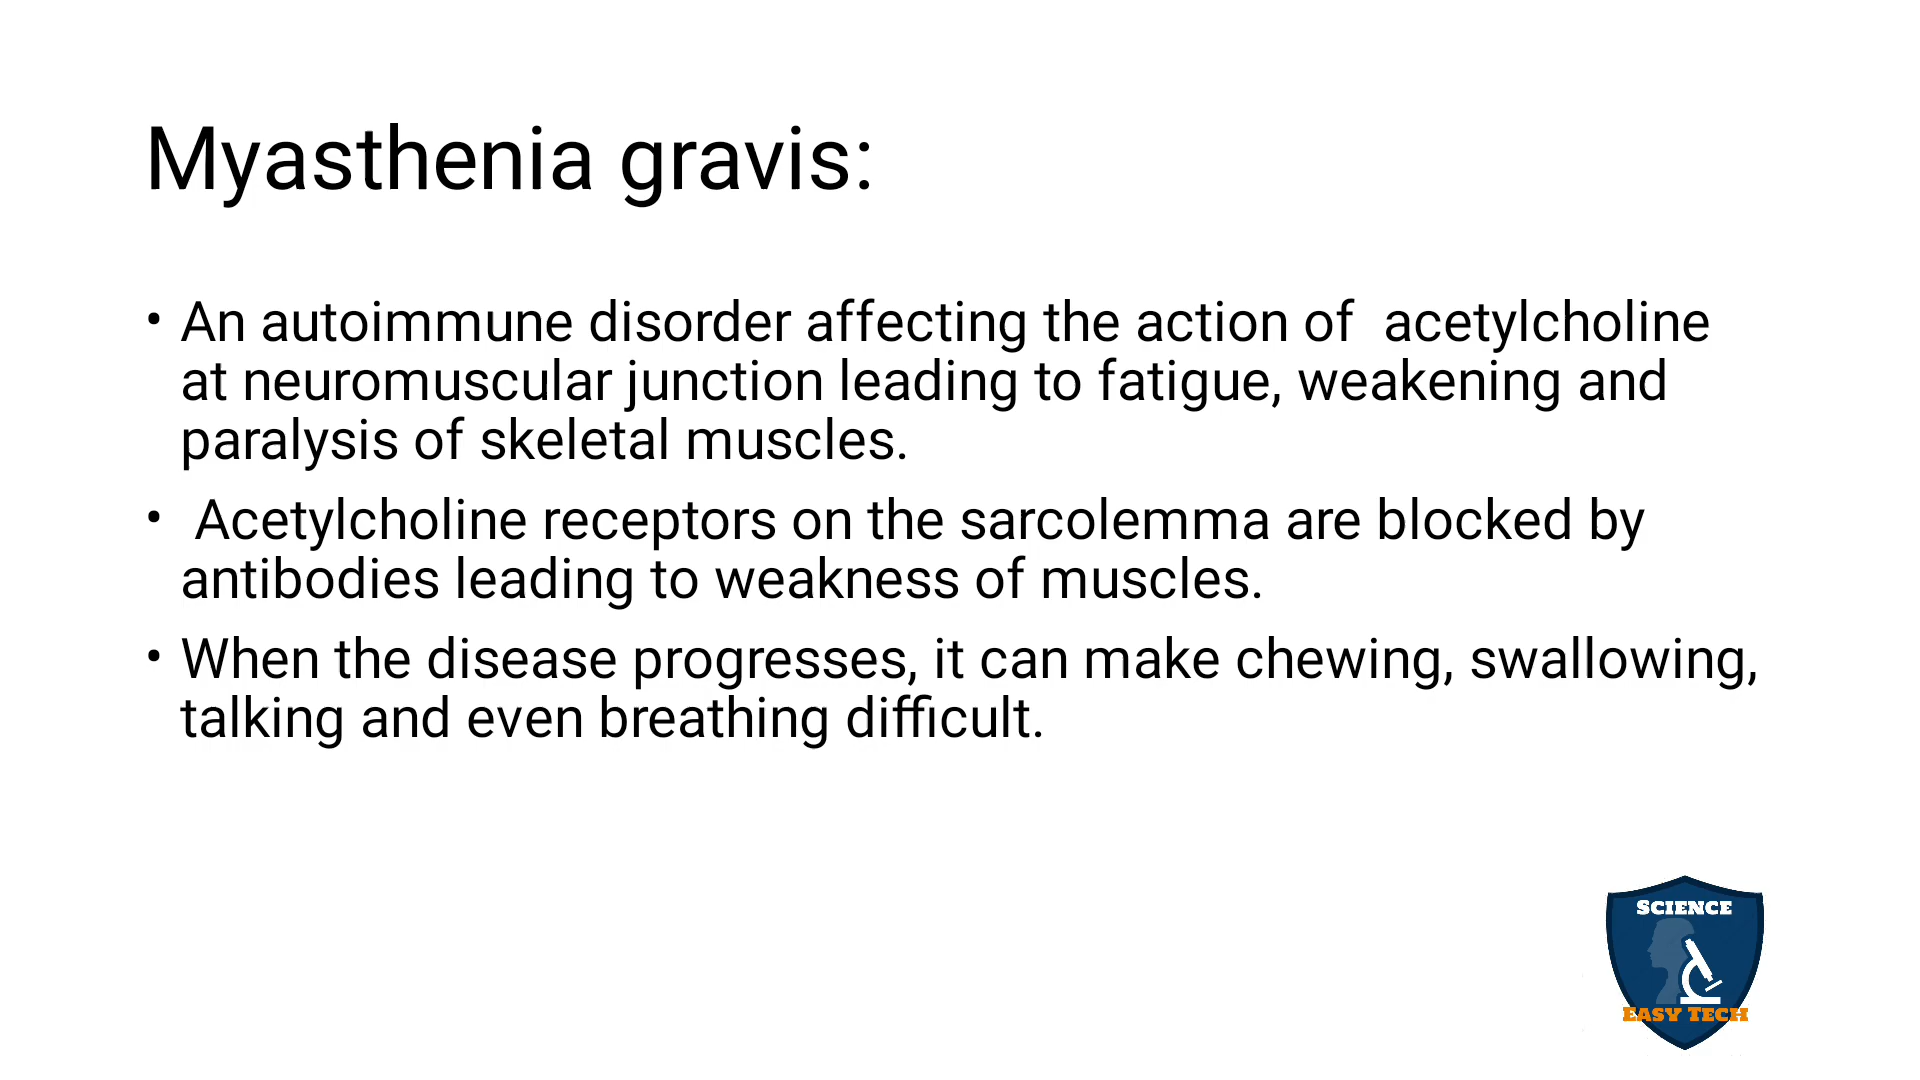 Myasthenia gravis:
• An autoimmune disorder affecting the action of  acetylcholine
at neuromuscular junction leading to fatigue, weakening and
paralysis of skeletal muscles.
•  Acetylcholine receptors on the sarcolemma are blocked by
antibodies leading to weakness of muscles.
• When the disease progresses, it can make chewing, swallowing,
talking and even breathing difficult.
SCIENCE
EASY TECH